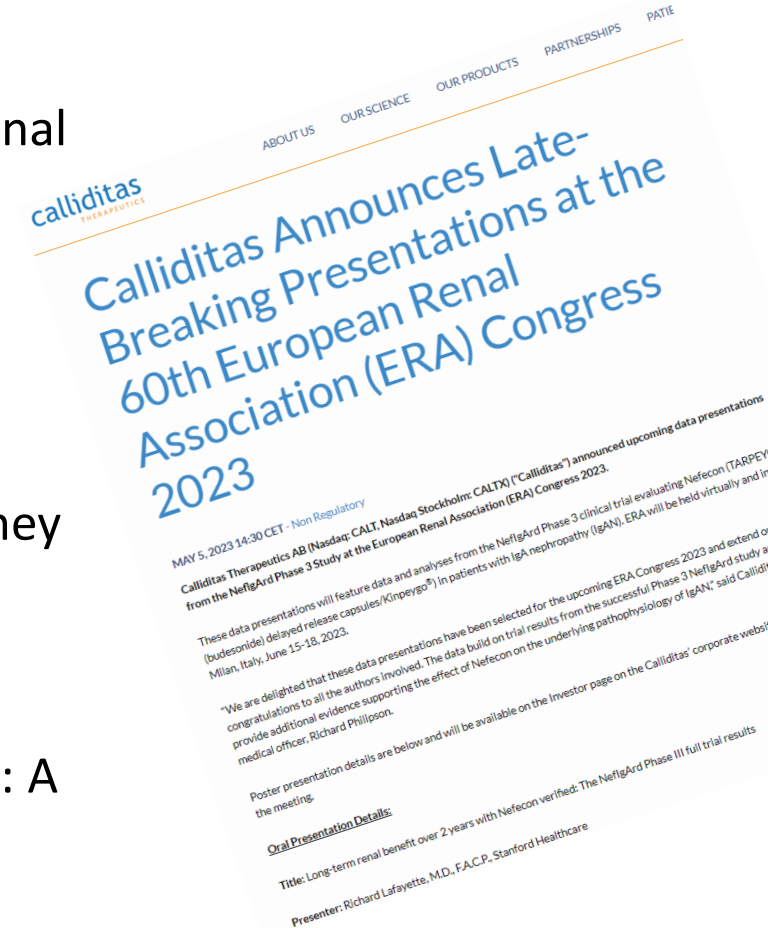 nal
ney
: A
ABOUT US OUR SCIENCE OUR PRODUCTS PARTNERSHIPS PATIE
calliditas
THERAPEUTICS
Calliditas Announces Late-
Breaking Presentations at the
60th European Renal
Association (ERA) Congress
2023
MAY 5, 2023 14:30 CET - Non Regulatory
Calliditas Therapeutics AB (Nasdaq: CALT, Nasdaq Stockholm: CALTX) ("Calliditas") announced upcoming data presentations
from the NefIgArd Phase 3 Study at the European Renal Association (ERA) Congress 2023.
These data presentations will feature data and analyses from the NefIgArd Phase 3 clinical trial evaluating Nefecon (TARPEYO
(budesonide) delayed release capsules/Kinpeygo®) in patients with IgA nephropathy (IgAN). ERA will be held virtually and in
Milan, Italy, June 15-18, 2023.
"We are delighted that these data presentations have been selected for the upcoming ERA Congress 2023 and extend o
congratulations to all the authors involved. The data build on trial results from the successful Phase 3 NefIgArd study a
provide additional evidence supporting the effect of Nefecon on the underlying pathophysiology of IgAN," said Callidit
medical officer, Richard Philipson.
Poster presentation details are below and will be available on the Investor page on the Calliditas' corporate websi
the meeting.
Oral Presentation Details:
Title: Long-term renal benefit over 2 years with Nefecon verified: The NefIgArd Phase III full trial results
Presenter: Richard Lafayette, M.D., F.A.C.P., Stanford Healthcare